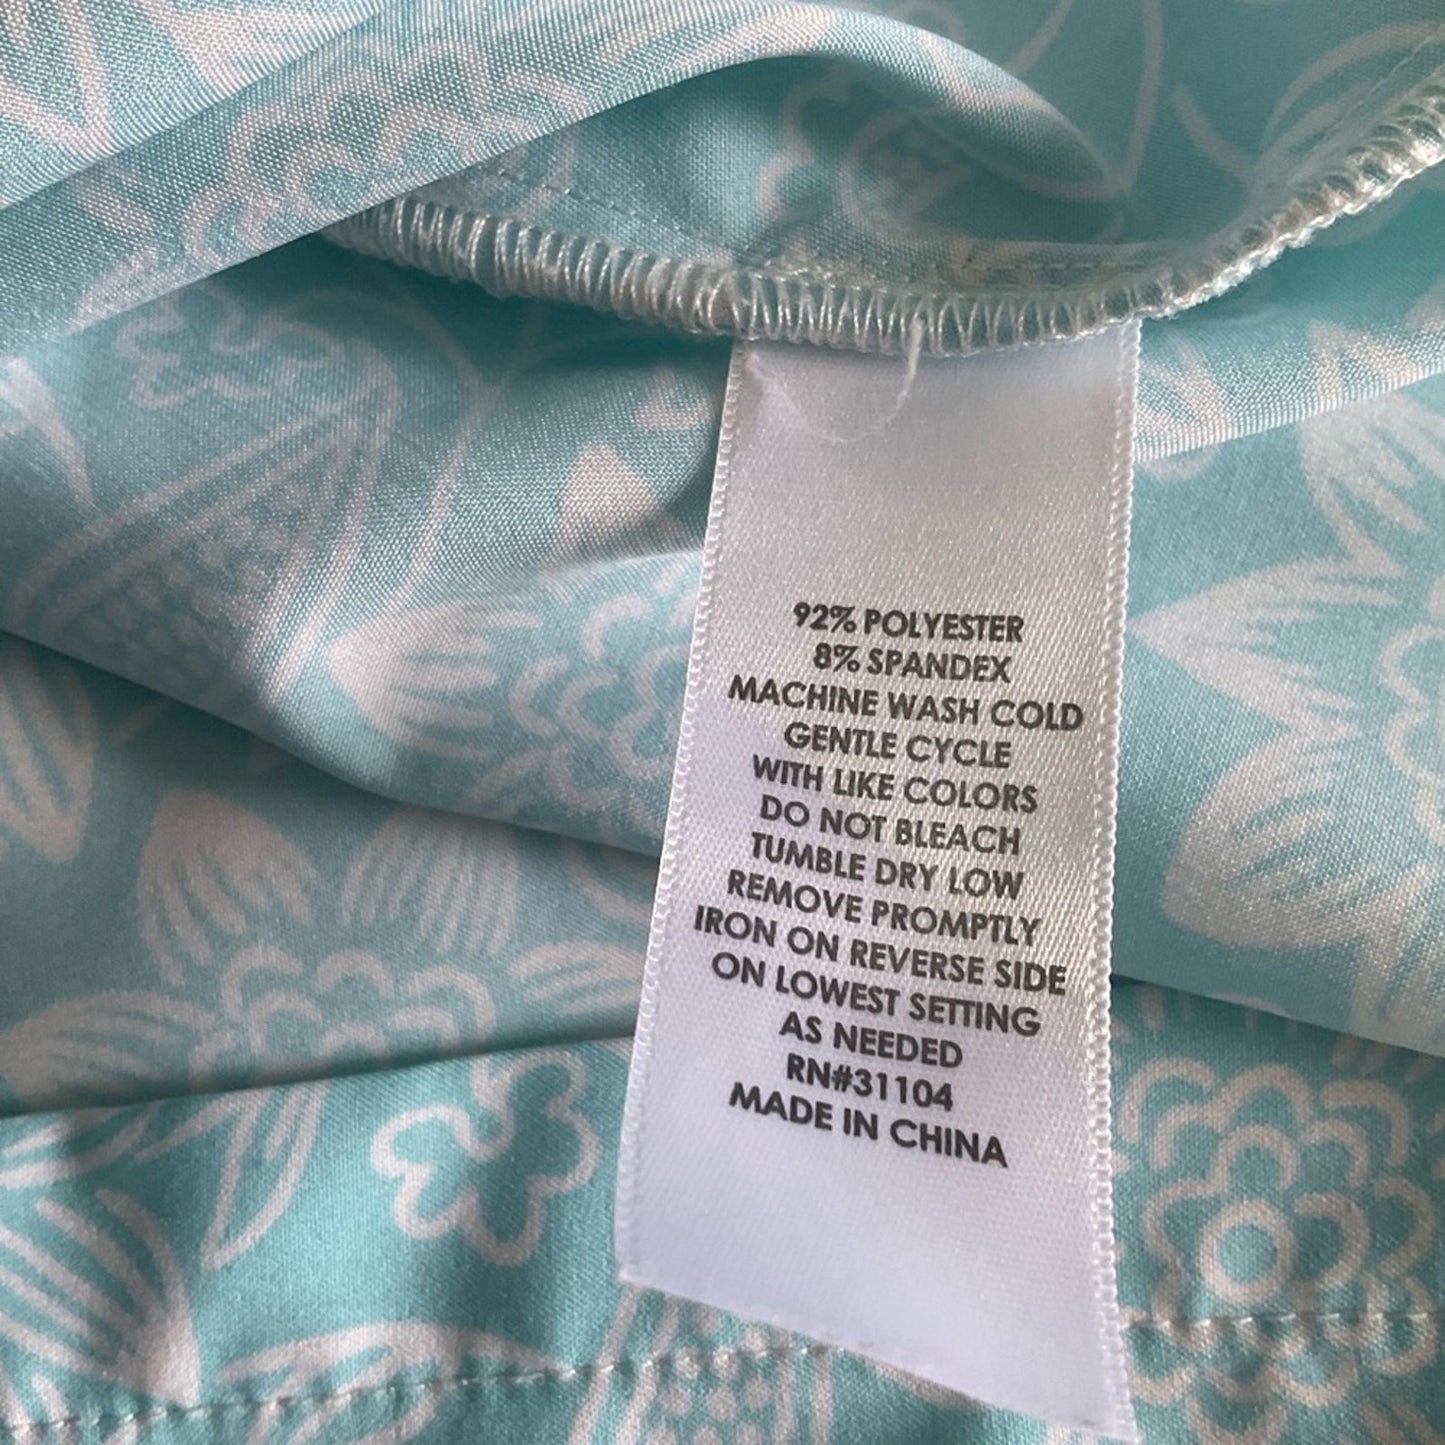 92% POLYESTER
8% SPANDEX
MACHINE WASH COLD
GENTLE CYCLE
WITH LIKE COLORS
DO NOT BLEACH
TUMBLE DRY LOW
REMOVE PROMPTLY
IRON ON REVERSE SIDE
ON LOWEST SETTING
AS NEEDED
RN#31104
MADE IN CHINA